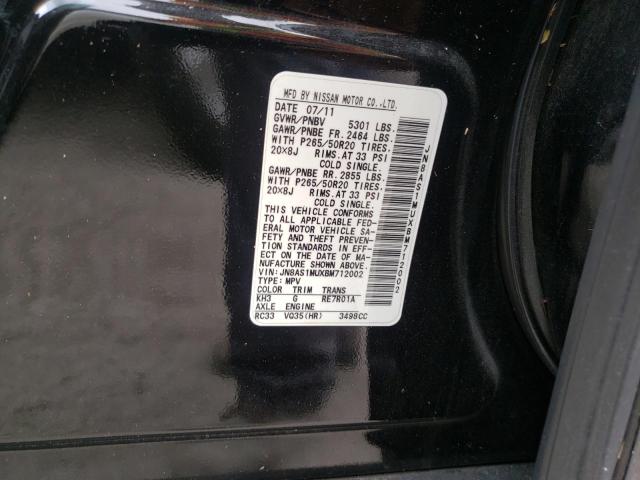 MFD BY NISSAN MOTOR CO.,LTD.
DATE 07/11
GVWR/PNBV 5301 LBS.
GAWR/PNBE FR. 2464 LBS.
WITH P265/50R20 TIRES.
20X8J RIMS.AT 33 PSI
COLD SINGLE.
GAWR/PNBE RR. 2855 LBS.
WITH P265/50R20 TIRES.
20X8J RIMS.AT 33 PSI
COLD SINGLE.
THIS VEHICLE CONFORMS
TO ALL APPLICABLE FED-
ERAL MOTOR VEHICLE SA-
FETY AND THEFT PREVEN-
TION STANDARDS IN EFF-
ECT ON THE DATE OF MA-
NUFACTURE SHOWN ABOVE.
VIN: JN8AS1MUXBM712002
TYPE: MPV
COLOR TRIM TRANS
KH3 G RE7R01A
AXLE ENGINE
RC33 VQ35(HR) 3498CC
JN8AS1MUXBM712002